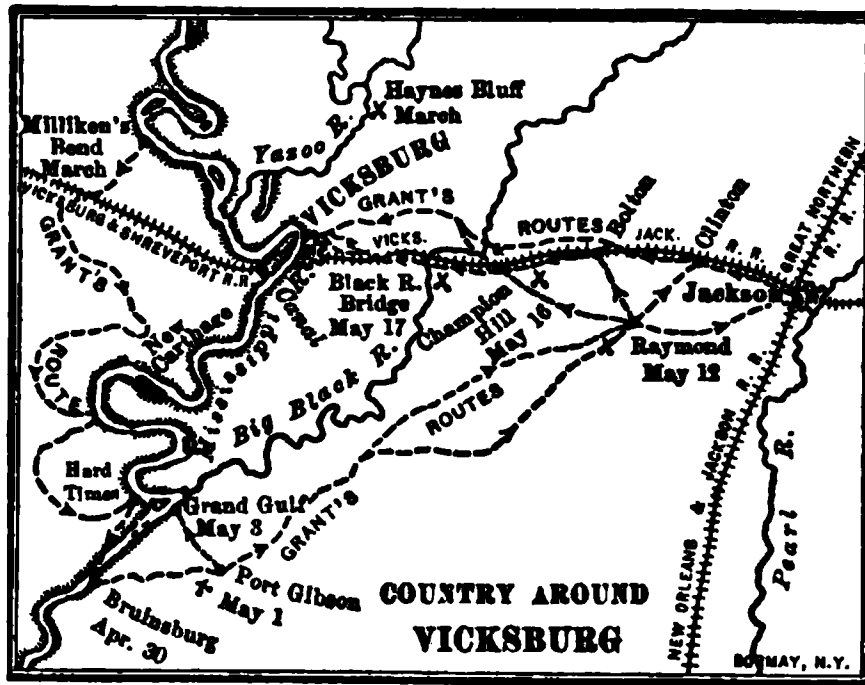 Haynes Bluff
March
Milliken's
Bend
March
Yazoo R.
VICKSBURG
VICKSBURG & SHREVEPORT R.R.
GRANT'S
ROUTE
GRANT'S
ROUTES
Bolton
Clinton
GREAT NORTHERN
R. R.
VICKS.
JACK.
R. R.
Black R.
Bridge
May 17
Champion
Hill
May 16
Jackson
Raymond
May 12
New
Carthage
Mississippi R.
Canal
Big Black R.
ROUTES
GRANT'S
Hard
Times
Grand Gulf
May 3
Port Gibson
May 1
Bruinsburg
Apr. 30
NEW ORLEANS & JACKSON R. R.
Pearl R.
COUNTRY AROUND
VICKSBURG
BORMAY, N.Y.